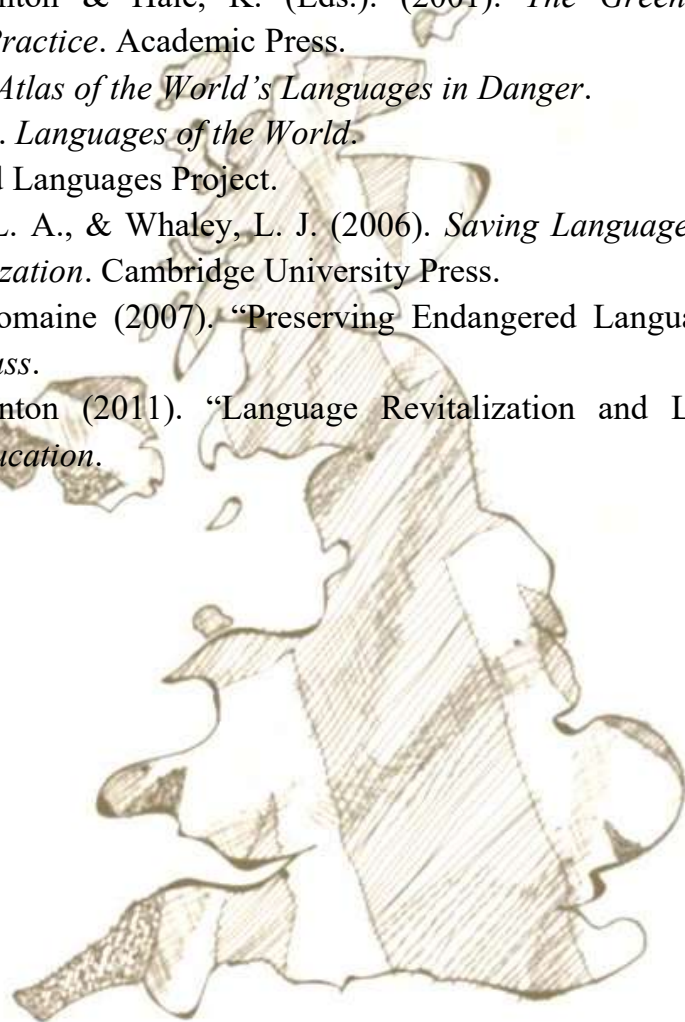 nton & Hale, K. (Eds.). (2001). The Green
Practice. Academic Press.
Atlas of the World’s Languages in Danger.
. Languages of the World.
Languages Project.
L. A., & Whaley, L. J. (2006). Saving Language
zation. Cambridge University Press.
omaine (2007). “Preserving Endangered Langua
ass.
nton (2011). “Language Revitalization and L
ucation.